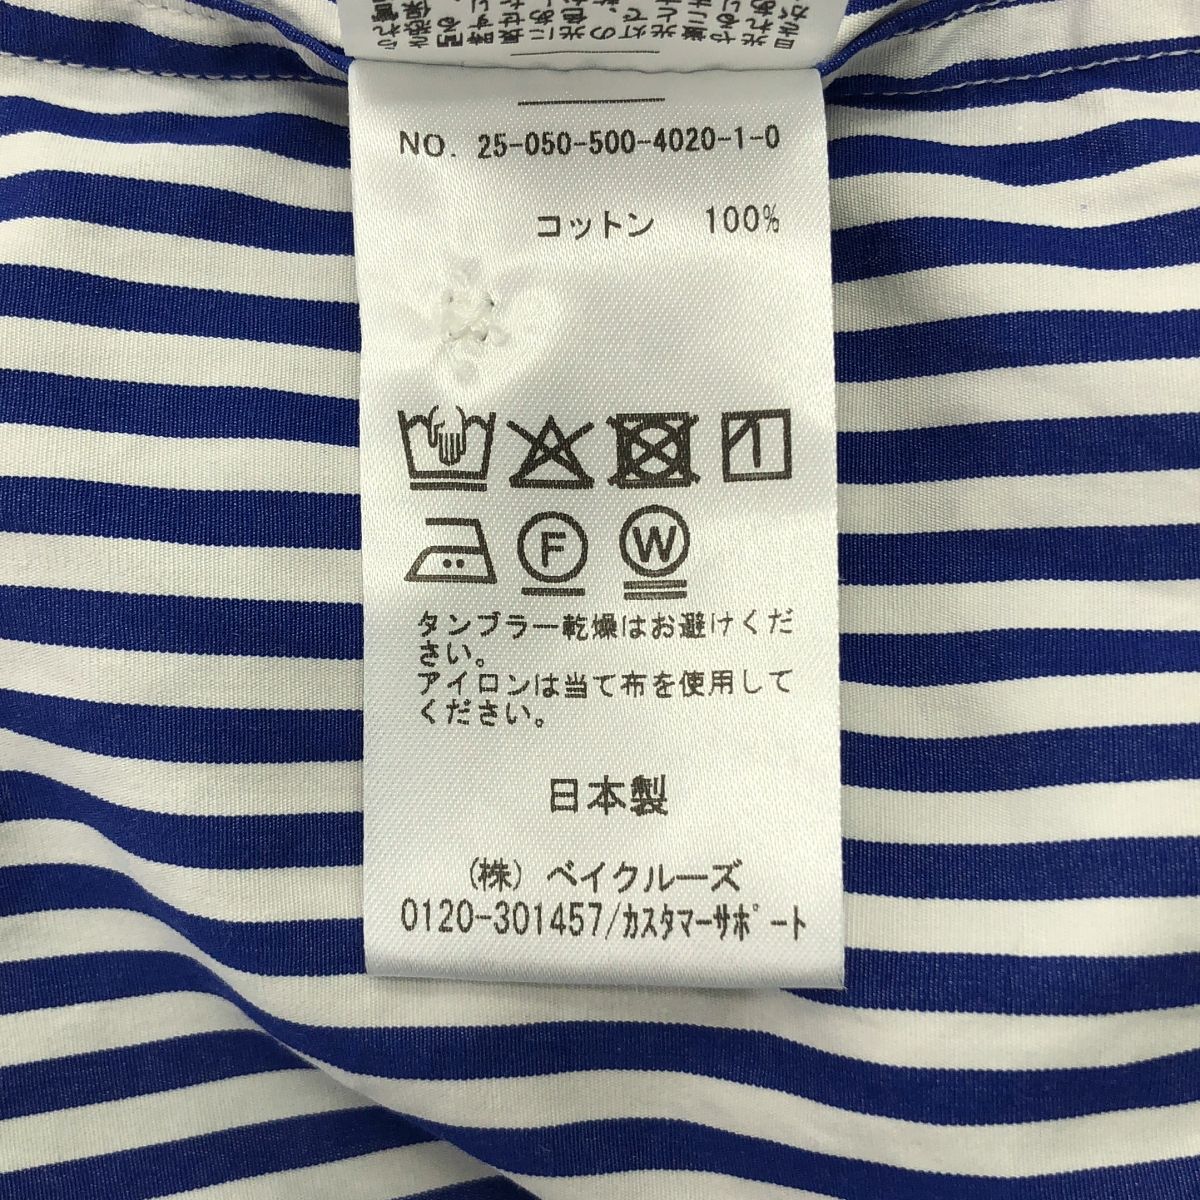 NO. 25-050-500-4020-1-0
コットン 100%
F
W
タンブラー乾燥はお避けくだ
さい。
アイロンは当て布を使用して
ください。
日本製
(株) ベイクルーズ
0120-301457/カスタマーサポート